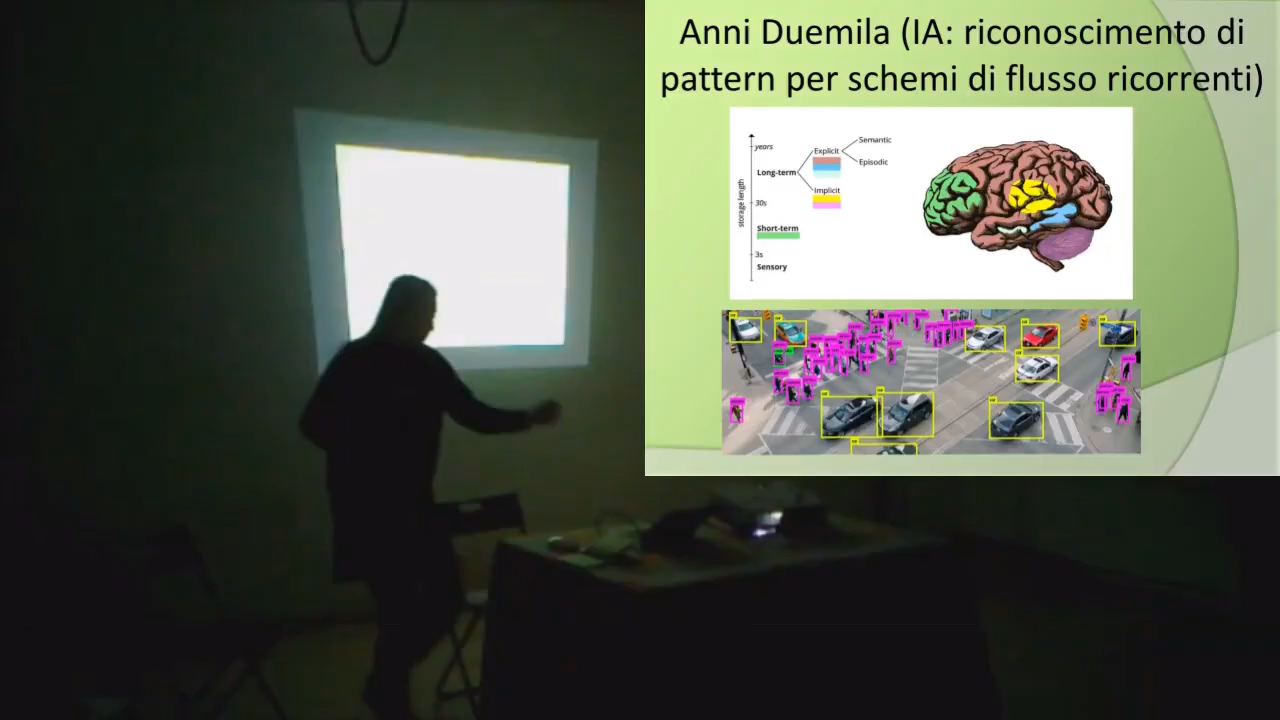 Anni Duemila (IA: riconoscimento di
pattern per schemi di flusso ricorrenti)
years
Explicit
Semantic
Episodic
Long-term
Implicit
storage length
30s
Short-term
3s
Sensory